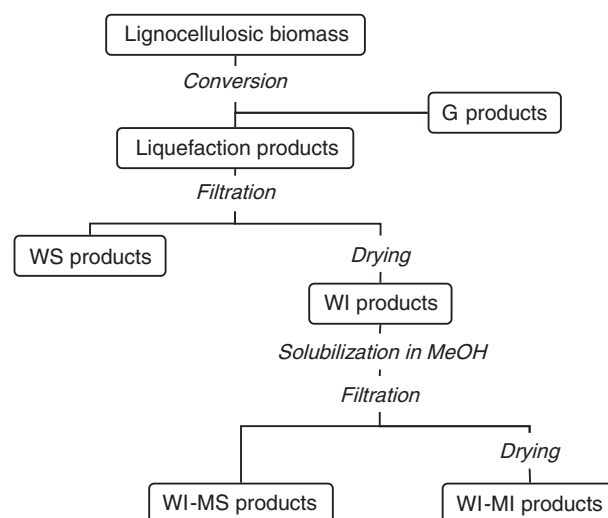 Lignocellulosic biomass
Conversion
G products
Liquefaction products
Filtration
WS products
Drying
WI products
Solubilization in MeOH
Filtration
Drying
WI-MS products
WI-MI products